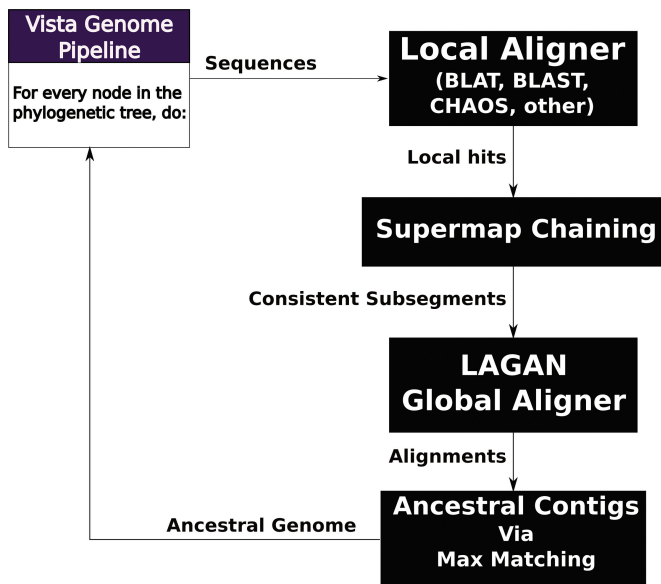 Vista Genome
Pipeline
For every node in the
phylogenetic tree, do:
Sequences
Local Aligner
(BLAT, BLAST,
CHAOS, other)
Local hits
Supermap Chaining
Consistent Subsegments
LAGAN
Global Aligner
Alignments
Ancestral Contigs
Via
Max Matching
Ancestral Genome